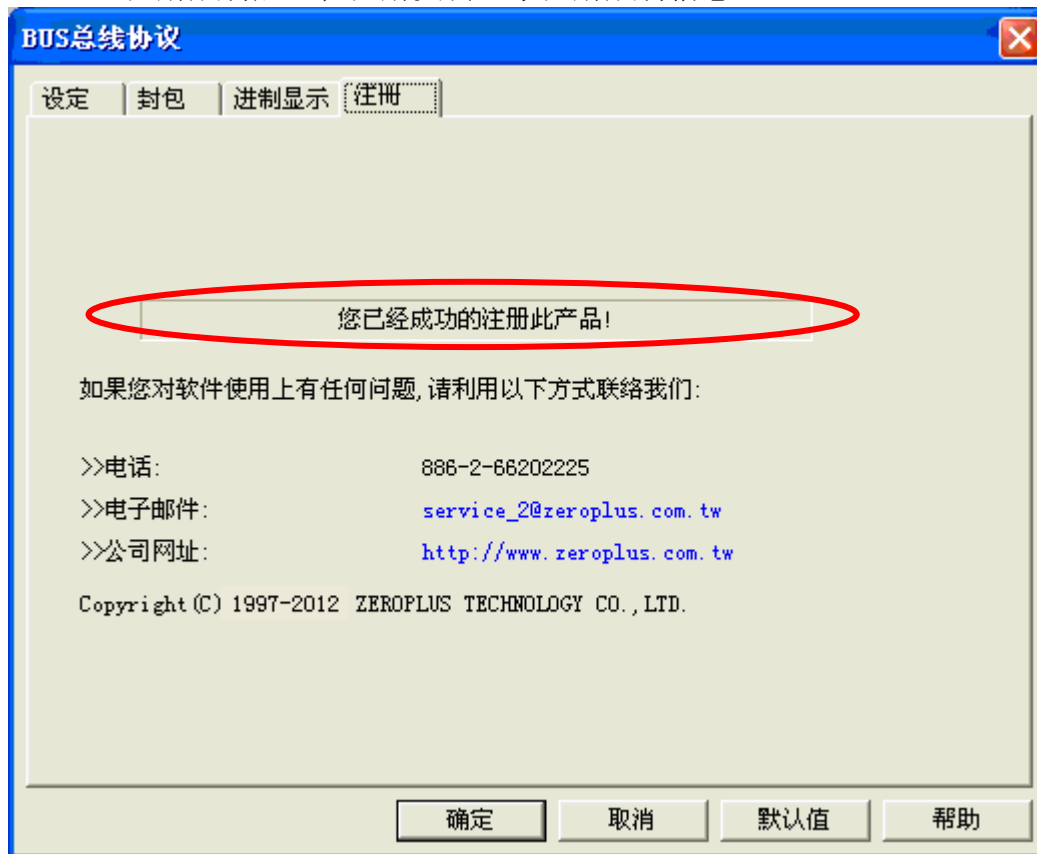 BUS总线协议
设定 封包 进制显示 注册
您已经成功的注册此产品!
如果您对软件使用上有任何问题,请利用以下方式联络我们:
>>电话: 886-2-66202225
>>电子邮件: service_2@zeroplus.com.tw
>>公司网址: http://www.zeroplus.com.tw
Copyright(C) 1997-2012 ZEROPLUS TECHNOLOGY CO.,LTD.
确定 取消 默认值 帮助